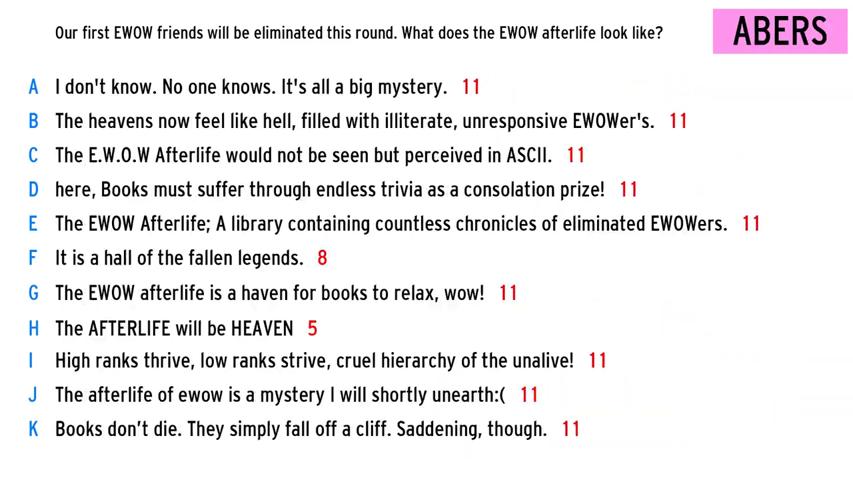 Our first EWOW friends will be eliminated this round. What does the EWOW afterlife look like?
ABERS
A I don't know. No one knows. It's all a big mystery. 11
B The heavens now feel like hell, filled with illiterate, unresponsive EWOWer's. 11
C The E.W.O.W Afterlife would not be seen but perceived in ASCII. 11
D here, Books must suffer through endless trivia as a consolation prize! 11
E The EWOW Afterlife; A library containing countless chronicles of eliminated EWOWers. 11
F It is a hall of the fallen legends. 8
G The EWOW afterlife is a haven for books to relax, wow! 11
H The AFTERLIFE will be HEAVEN 5
I High ranks thrive, low ranks strive, cruel hierarchy of the unalive! 11
J The afterlife of ewow is a mystery I will shortly unearth:( 11
K Books don’t die. They simply fall off a cliff. Saddening, though. 11